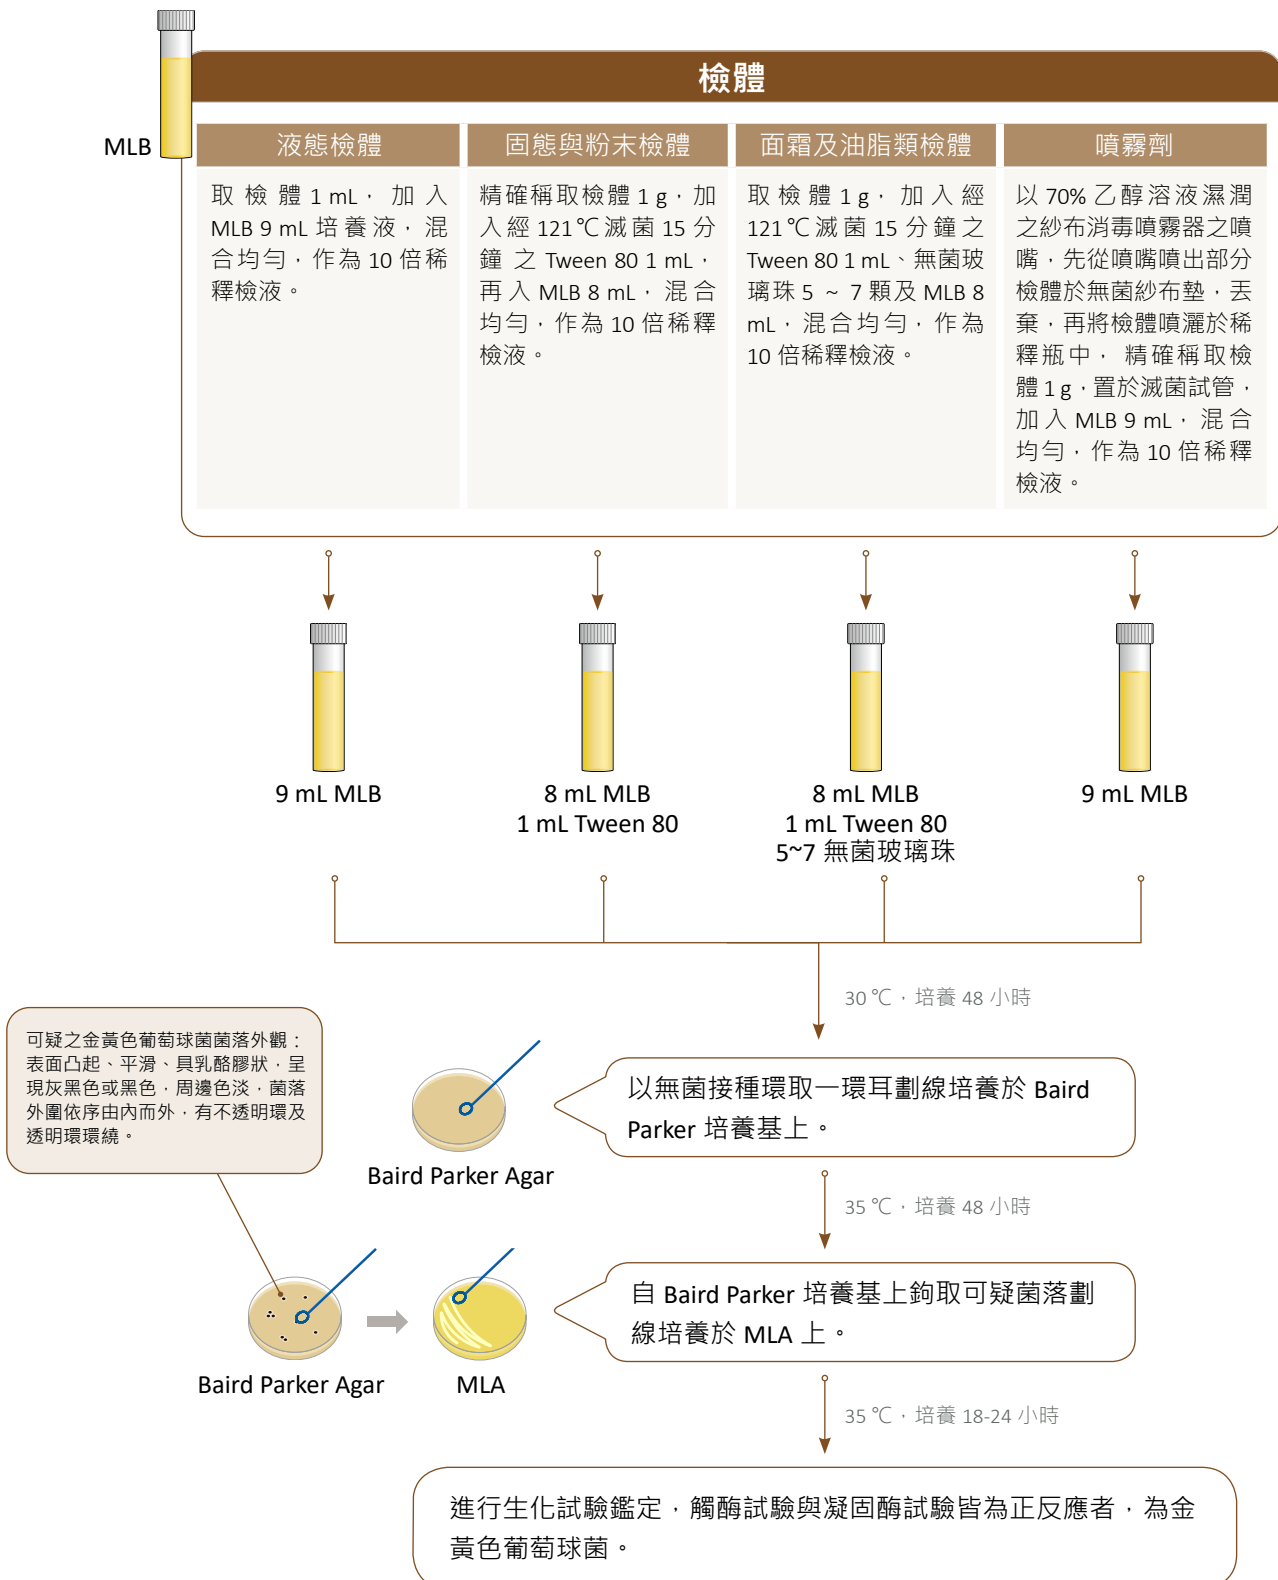 檢體
MLB
液態檢體
取檢體 1 mL，加入
MLB 9 mL 培養液，混
合均勻，作為 10 倍稀
釋檢液。
固態與粉末檢體
精確稱取檢體 1 g，加
入經 121℃滅菌 15 分
鐘之 Tween 80 1 mL，
再入 MLB 8 mL，混合
均勻，作為 10 倍稀釋
檢液。
面霜及油脂類檢體
取檢體 1 g，加入經
121℃滅菌 15 分鐘之
Tween 80 1 mL、無菌玻
璃珠 5 ~ 7 顆及 MLB 8
mL，混合均勻，作為
10 倍稀釋檢液。
噴霧劑
以 70% 乙醇溶液濕潤
之紗布消毒噴霧器之噴
嘴，先從噴嘴噴出部分
檢體於無菌紗布墊，丟
棄，再將檢體噴灑於稀
釋瓶中，精確稱取檢
體 1 g，置於滅菌試管，
加入 MLB 9 mL，混合
均勻，作為 10 倍稀釋
檢液。
9 mL MLB
8 mL MLB
1 mL Tween 80
8 mL MLB
1 mL Tween 80
5~7 無菌玻璃珠
9 mL MLB
30 ℃，培養 48 小時
可疑之金黃色葡萄球菌菌落外觀：
表面凸起、平滑、具乳酪膠狀，呈
現灰黑色或黑色，周邊色淡，菌落
外圍依序由內而外，有不透明環及
透明環環繞。
以無菌接種環取一環耳劃線培養於 Baird
Parker 培養基上。
Baird Parker Agar
35 ℃，培養 48 小時
自 Baird Parker 培養基上鉤取可疑菌落劃
線培養於 MLA 上。
Baird Parker Agar
MLA
35 ℃，培養 18-24 小時
進行生化試驗鑑定，觸酶試驗與凝固酶試驗皆為正反應者，為金
黃色葡萄球菌。